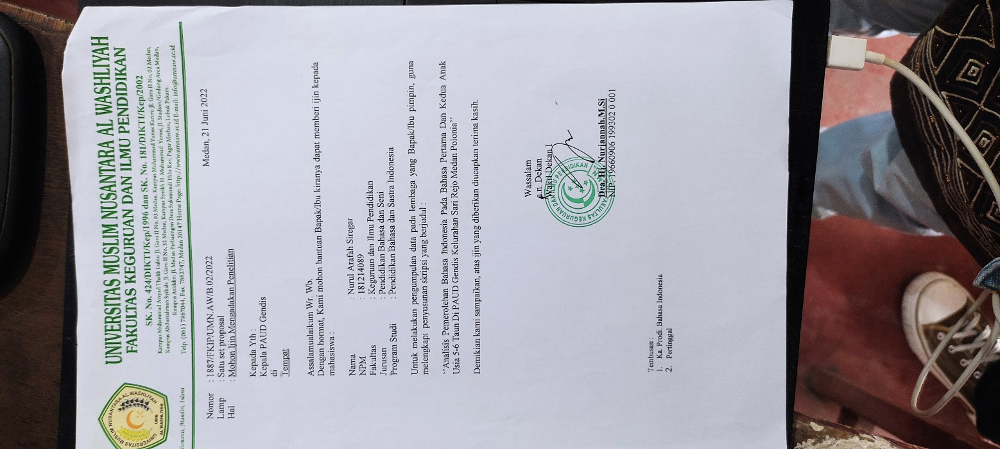 UNIVERSITAS MUSLIM NUSANTARA AL WASHLIYAH
FAKULTAS KEGURUAN DAN ILMU PENDIDIKAN
SK. No. 424/DIKTI/Kep/1996 dan SK. No. 181/DIKTI/Kep/2002
Kampus Muhammad Arsyad Thalib Lubis: Jl. Garu II No. 93 Medan, Kampus Muhammad Yunus Karim: Jl. Garu II No. 02 Medan,
Kampus Abdurrahman Syihab: Jl. Garu II No. 52 Medan, Kampus Syeikh H. Muhammad Yunus, Jl. Stadion/Gedung Arca Medan,
Kampus Aziddin: Jl. Medan Perbaungan Desa Sukamandi Hilir Kec. Pagar Merbau, Lubuk Pakam.
Telp. (061) 7867044, Fax. 7862747, Medan 20147 Home Page: http://www.umnaw.ac.id E-mail: info@umnaw.ac.id
UNIVERSITAS MUSLIM NUSANTARA AL WASHLIYAH
UMN
AL WASHLIYAH
Mandiri, Islami
Medan, 21 Juni 2022
Nomor : 1887/FKIP/UMN.AW/B.02/2022
Lamp : Satu set proposal
Hal : Mohon Ijin Mengadakan Penelitian
Kepada Yth :
Kepala PAUD Gendis
di
Tempat
Assalamualaikum Wr. Wb.
Dengan hormat, Kami mohon bantuan Bapak/Ibu kiranya dapat memberi ijin kepada
mahasiswa :
Nama : Nurul Arafah Siregar
NPM : 181214089
Fakultas : Keguruan dan Ilmu Pendidikan
Jurusan : Pendidikan Bahasa dan Seni
Program Studi : Pendidikan Bahasa dan Sastra Indonesia
Untuk melakukan pengumpulan data pada lembaga yang Bapak/Ibu pimpin, guna
melengkapi penyusunan skripsi yang berjudul :
“Analisis Pemerolehan Bahasa Indonesia Pada Bahasa Pertama Dan Kedua Anak
Usia 5-6 Taun Di PAUD Gendis Kelurahan Sari Rejo Medan Polonia”
Demikian kami sampaikan, atas ijin yang diberikan diucapkan terima kasih.
Wassalam
a.n. Dekan
Wakil Dekan I
FAKULTAS KEGURUAN DAN ILMU PENDIDIKAN
Dra. Hj. Nurjannah,M.Si
NIP. 19660906 199302 0 001
Tembusan :
1. Ka. Prodi. Bahasa Indonesia
2. Pertinggal